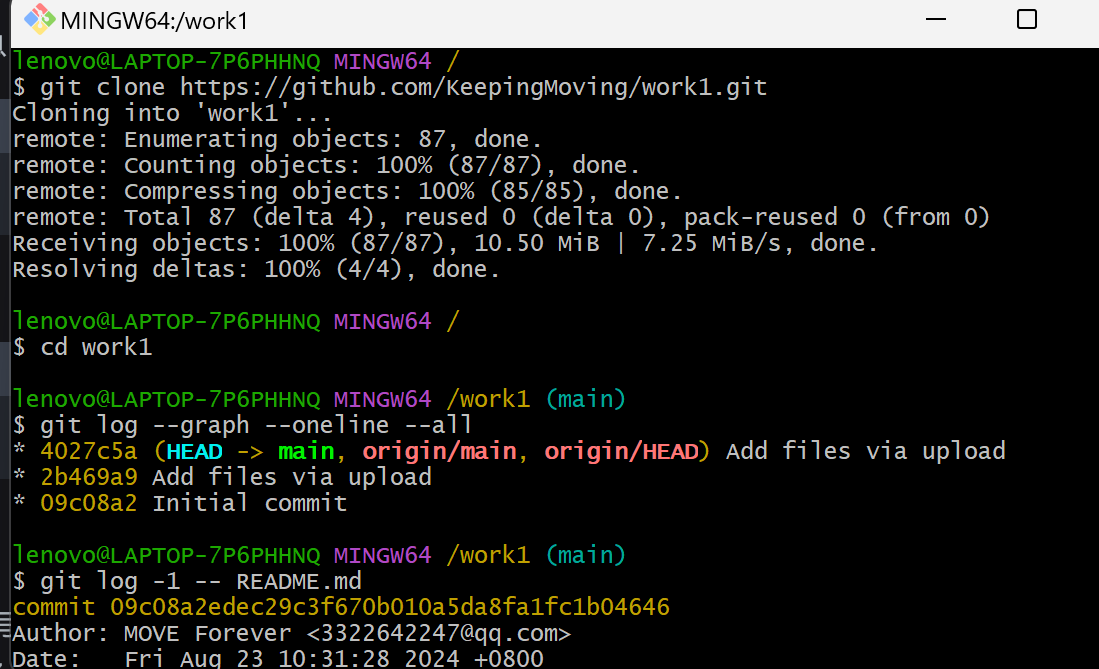 MINGW64:/work1
lenovo@LAPTOP-7P6PHHNQ MINGW64 /
$ git clone https://github.com/KeepingMoving/work1.git
Cloning into 'work1'...
remote: Enumerating objects: 87, done.
remote: Counting objects: 100% (87/87), done.
remote: Compressing objects: 100% (85/85), done.
remote: Total 87 (delta 4), reused 0 (delta 0), pack-reused 0 (from 0)
Receiving objects: 100% (87/87), 10.50 MiB | 7.25 MiB/s, done.
Resolving deltas: 100% (4/4), done.
lenovo@LAPTOP-7P6PHHNQ MINGW64 /
$ cd work1
lenovo@LAPTOP-7P6PHHNQ MINGW64 /work1 (main)
$ git log --graph --oneline --all
* 4027c5a (HEAD -> main, origin/main, origin/HEAD) Add files via upload
* 2b469a9 Add files via upload
* 09c08a2 Initial commit
lenovo@LAPTOP-7P6PHHNQ MINGW64 /work1 (main)
$ git log -1 -- README.md
commit 09c08a2edec29c3f670b010a5da8fa1fc1b04646
Author: MOVE Forever <3322642247@qq.com>
Date:   Fri Aug 23 10:31:28 2024 +0800